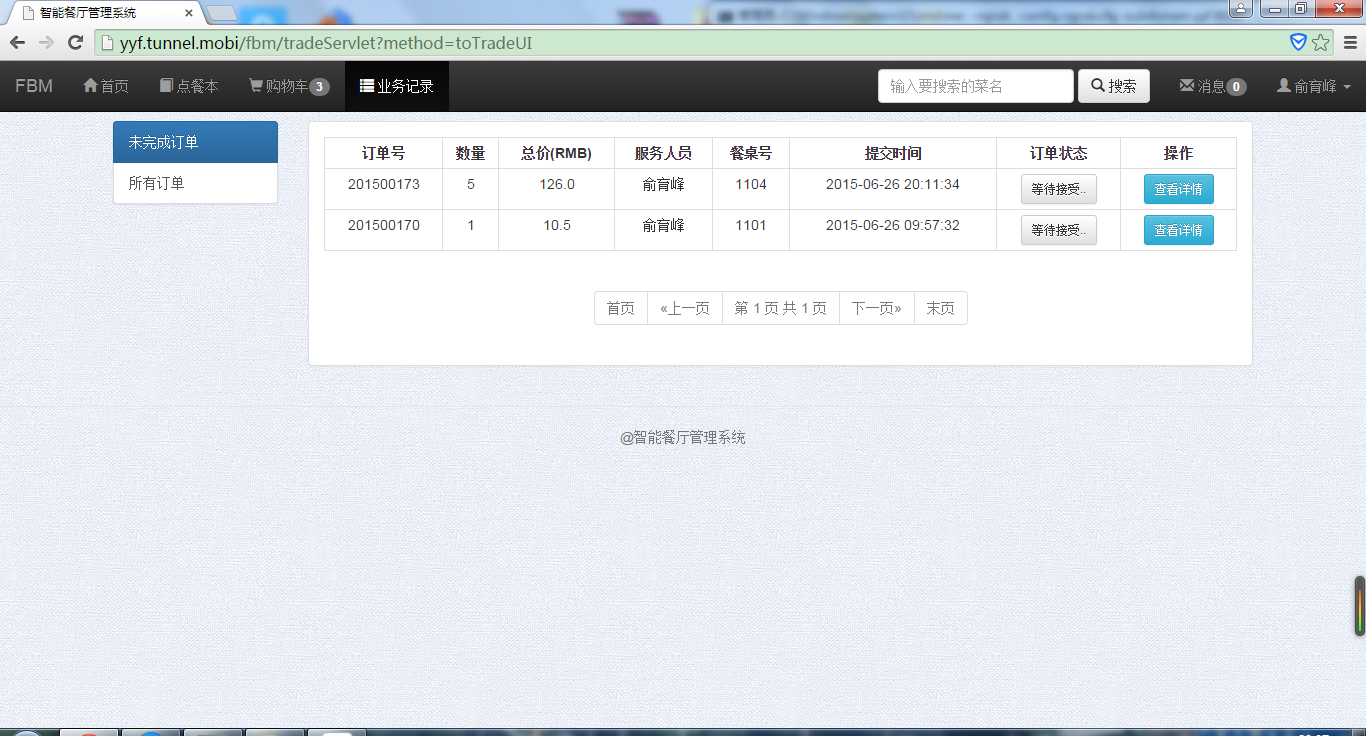 智能餐厅管理系统
yyf.tunnel.mobi/fbm/tradeServlet?method=toTradeUI
FBM 首页 点餐本 购物车 3 业务记录 输入要搜索的菜名 搜索 消息 0 俞育峰
未完成订单
所有订单
订单号 数量 总价(RMB) 服务人员 餐桌号 提交时间 订单状态 操作
201500173 5 126.0 俞育峰 1104 2015-06-26 20:11:34 等待接受.. 查看详情
201500170 1 10.5 俞育峰 1101 2015-06-26 09:57:32 等待接受.. 查看详情
首页 «上一页 第 1 页 共 1 页 下一页» 末页
@智能餐厅管理系统